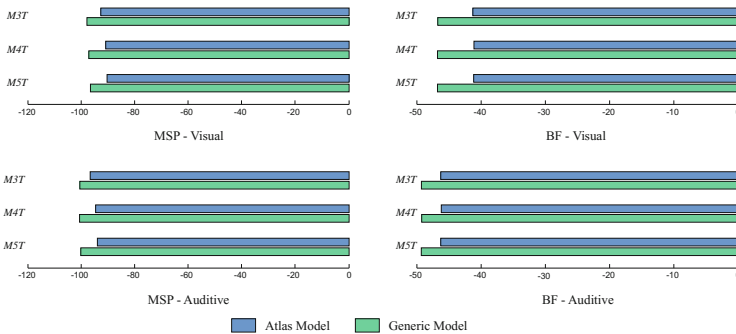 M3T
M4T
M5T
-120 -100 -80 -60 -40 -20 0
MSP - Visual
M3T
M4T
M5T
-50 -40 -30 -20 -10 0
BF - Visual
M3T
M4T
M5T
-120 -100 -80 -60 -40 -20 0
MSP - Auditive
M3T
M4T
M5T
-50 -40 -30 -20 -10 0
BF - Auditive
Atlas Model Generic Model